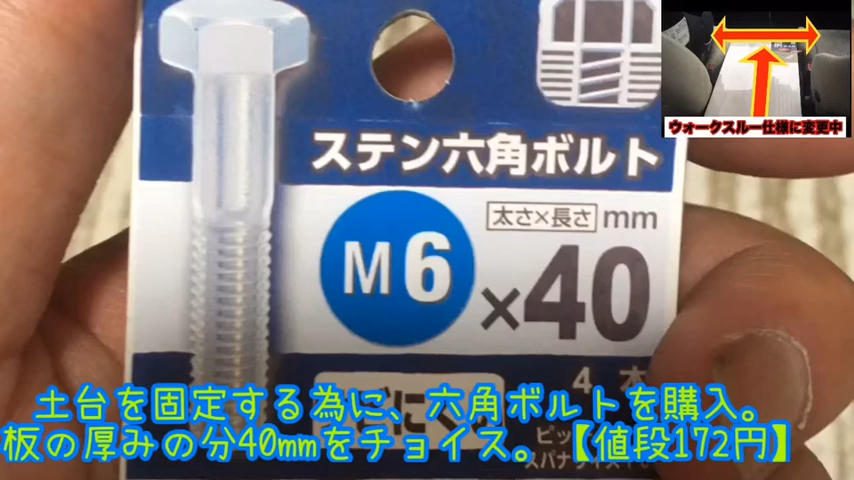 ウォークスルー仕様に変更中
ステン六角ボルト
太さ×長さ mm
M6
×40
4本
土台を固定する為に、六角ボルトを購入。
板の厚みの分40mmをチョイス。【値段172円】